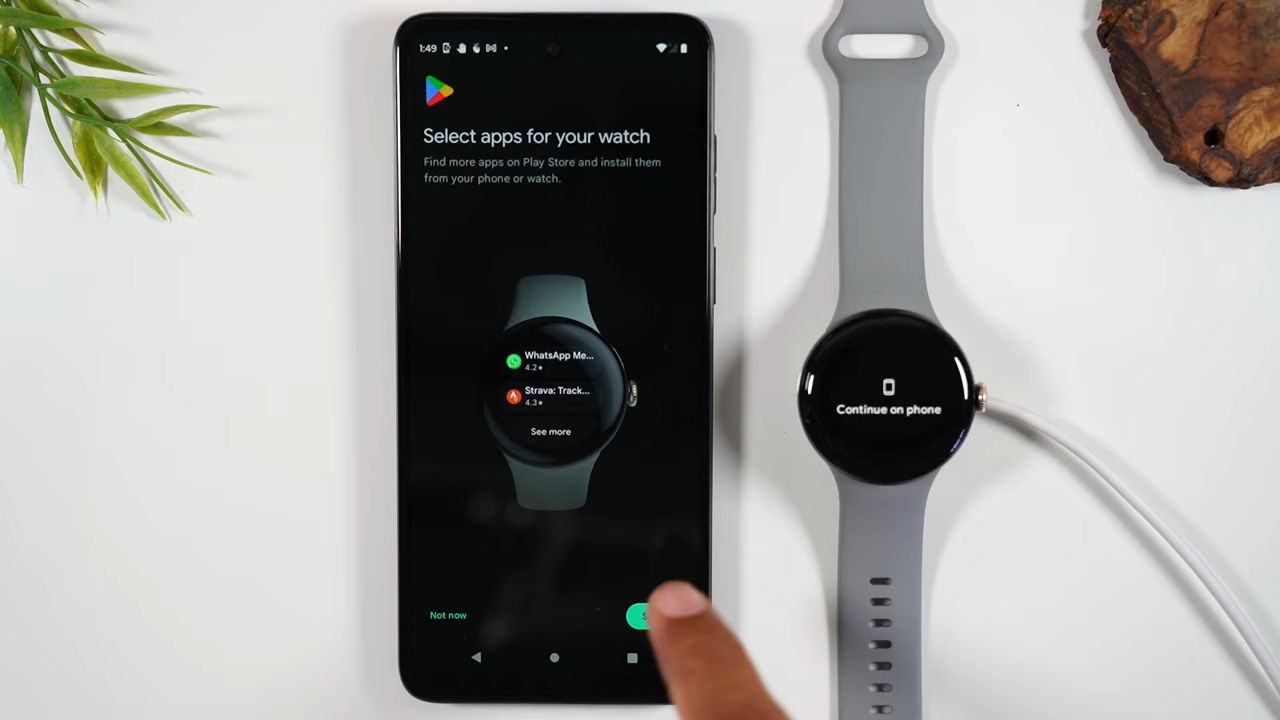 1:49
Select apps for your watch
Find more apps on Play Store and install them
from your phone or watch.
WhatsApp Me...
4.2★
Strava: Track...
4.3★
See more
Not now
Continue on phone